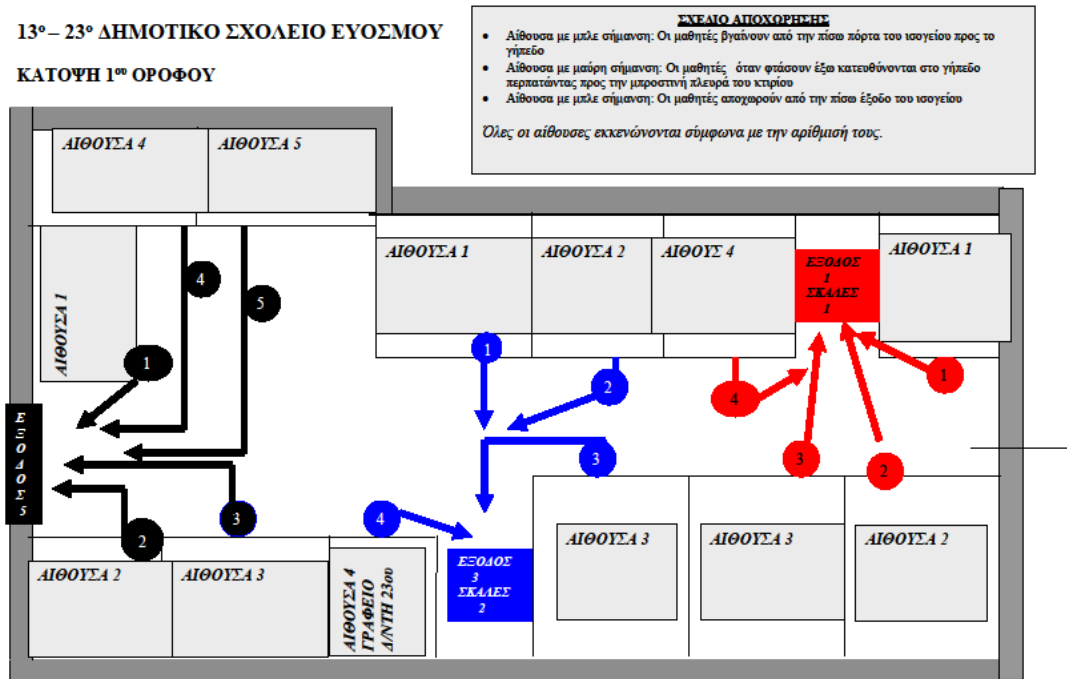 13ο – 23ο ΔΗΜΟΤΙΚΟ ΣΧΟΛΕΙΟ ΕΥΟΣΜΟΥ
ΚΑΤΟΨΗ 1ου ΟΡΟΦΟΥ
ΣΧΕΔΙΟ ΑΠΟΧΩΡΗΣΗΣ
• Αίθουσα με μπλε σήμανση: Οι μαθητές βγαίνουν από την πίσω πόρτα του ισογείου προς το
γήπεδο
• Αίθουσα με μαύρη σήμανση: Οι μαθητές όταν φτάσουν έξω κατευθύνονται στο γήπεδο
περπατώντας προς την μπροστινή πλευρά του κτιρίου
• Αίθουσα με μπλε σήμανση: Οι μαθητές αποχωρούν από την πίσω έξοδο του ισογείου
Όλες οι αίθουσες εκκενώνονται σύμφωνα με την αρίθμισή τους.
ΑΙΘΟΥΣΑ 4
ΑΙΘΟΥΣΑ 5
ΑΙΘΟΥΣΑ 1
ΑΙΘΟΥΣΑ 1
ΑΙΘΟΥΣΑ 2
ΑΙΘΟΥΣ 4
ΕΞΟΔΟΣ
1
ΣΚΑΛΕΣ
1
ΑΙΘΟΥΣΑ 1
4
5
1
1
2
4
1
3
3
2
ΕΞΟΔΟΣ 5
2
3
4
ΑΙΘΟΥΣΑ 2
ΑΙΘΟΥΣΑ 3
ΑΙΘΟΥΣΑ 4
ΓΡΑΦΕΙΟ
Δ/ΝΤΗ 23ου
ΕΞΟΔΟΣ
3
ΣΚΑΛΕΣ
2
ΑΙΘΟΥΣΑ 3
ΑΙΘΟΥΣΑ 3
ΑΙΘΟΥΣΑ 2